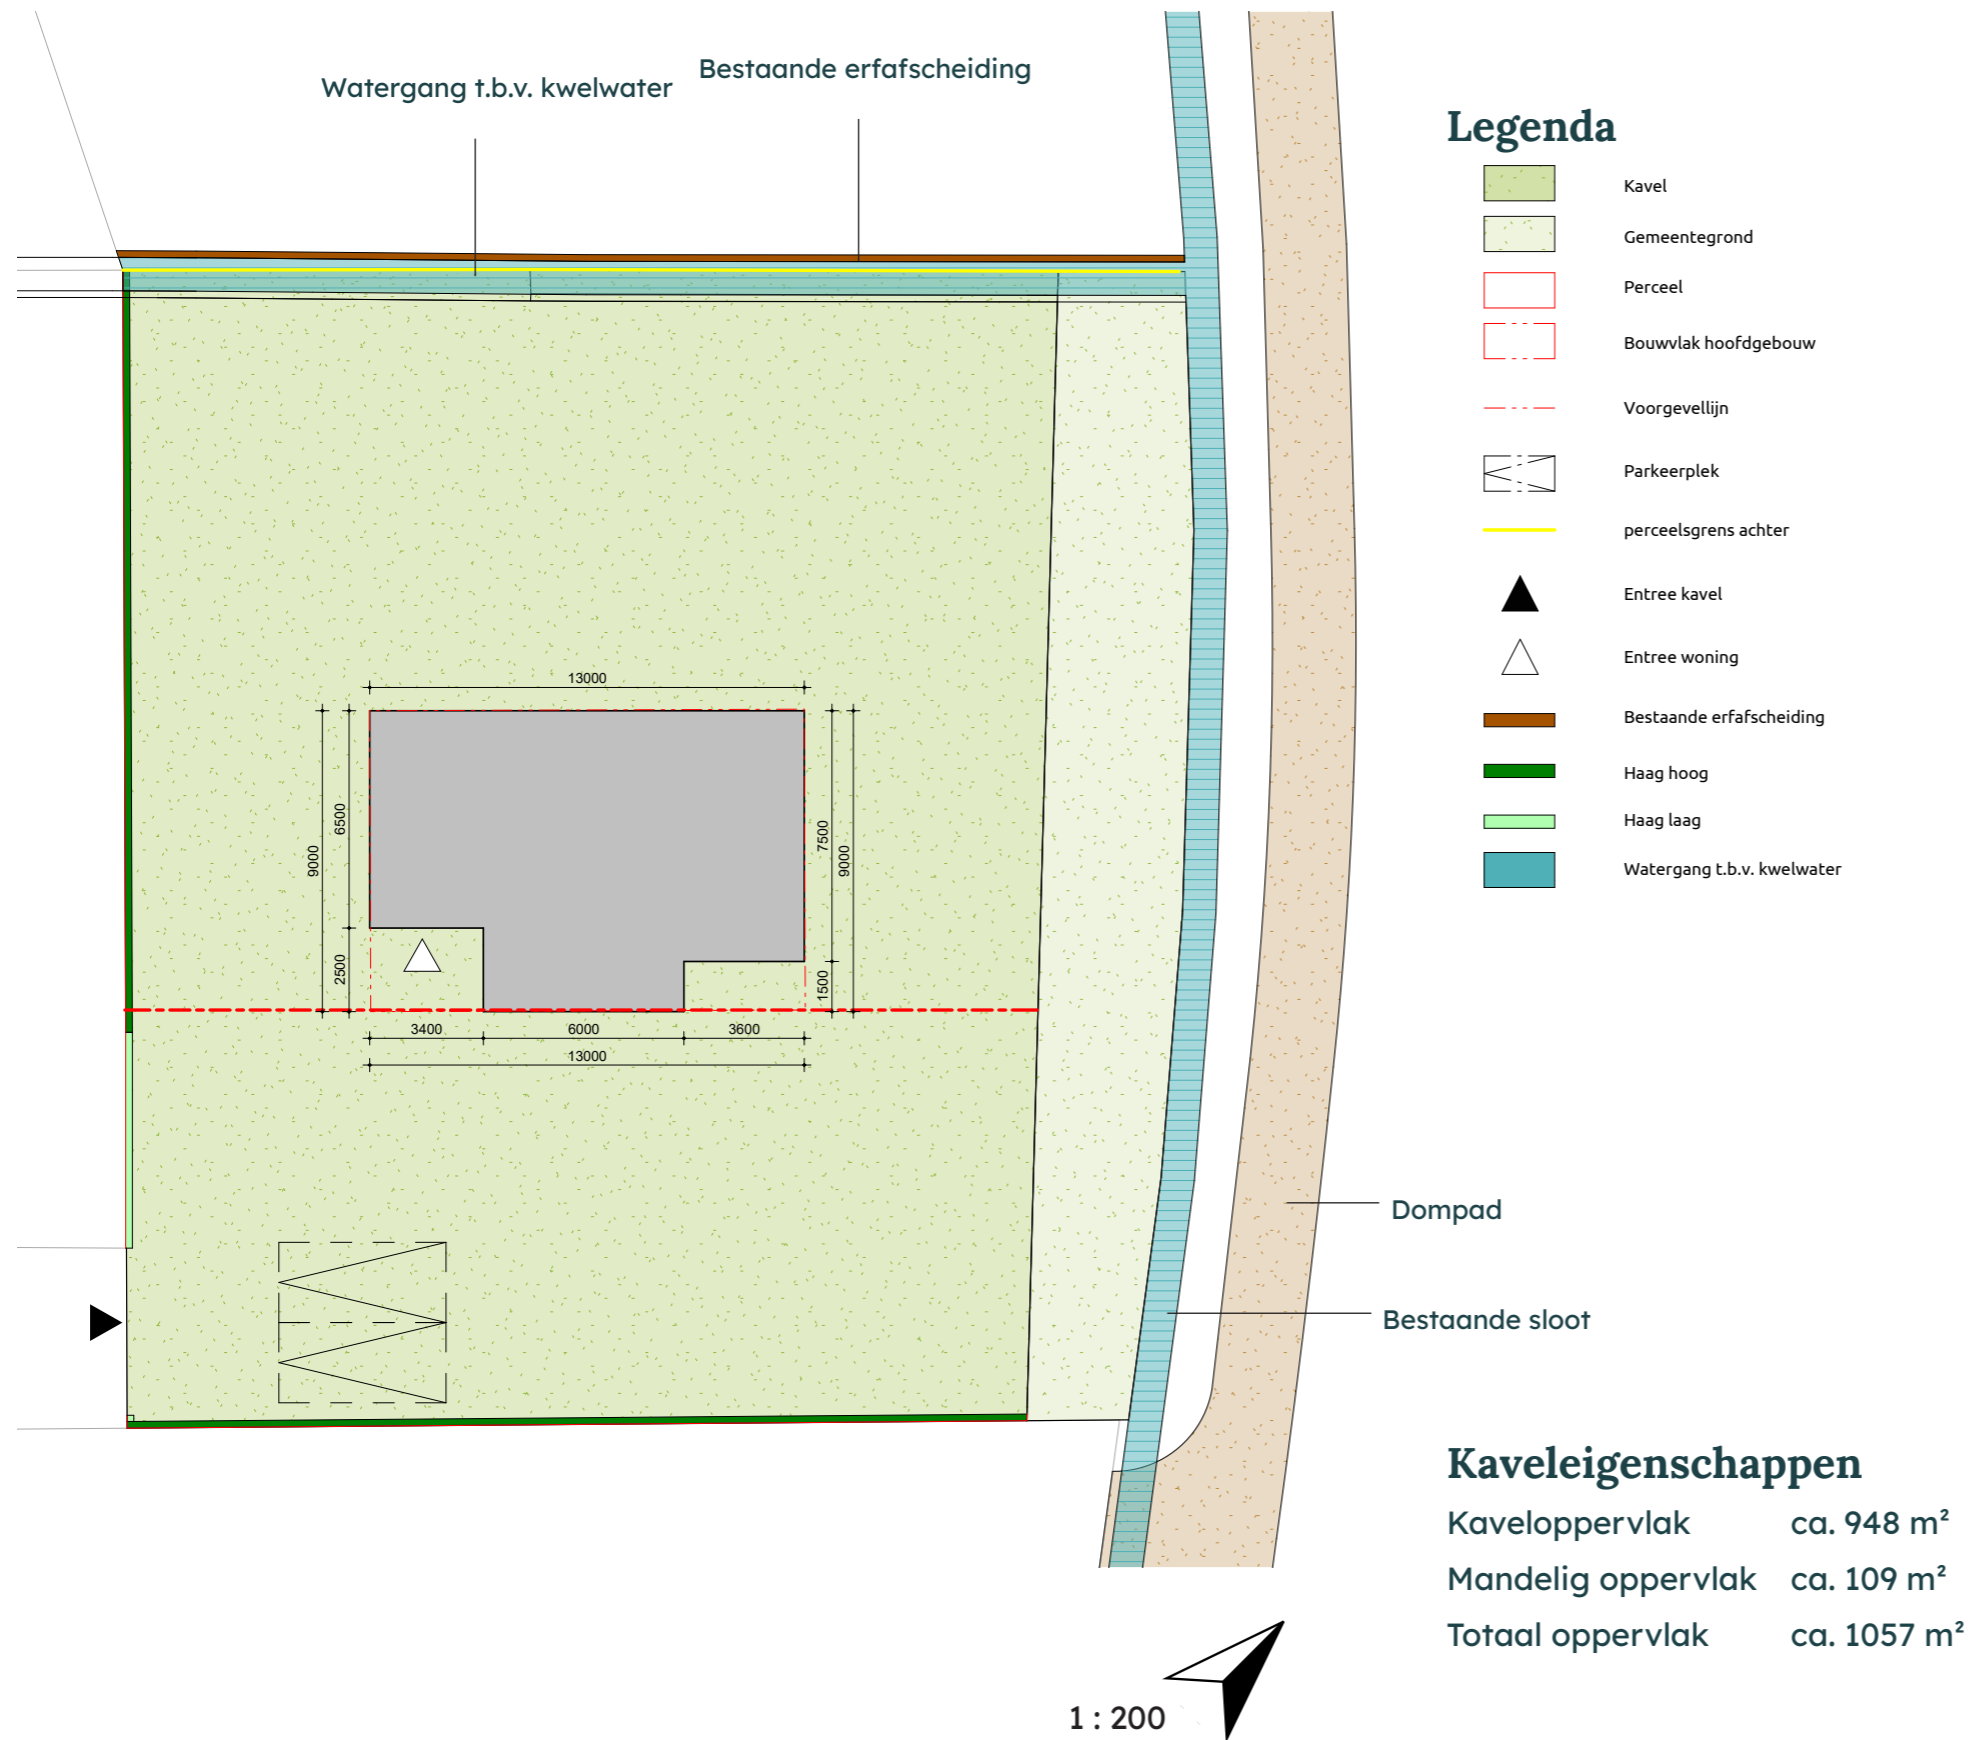 Watergang t.b.v. kwelwater
Bestaande erfafscheiding
13000
9000
6500
2500
7500
9000
1500
3400
6000
3600
13000
Dompad
Bestaande sloot
1 : 200
Legenda
Kavel
Gemeentegrond
Perceel
Bouwvlak hoofdgebouw
Voorgevellijn
Parkeerplek
perceelsgrens achter
Entree kavel
Entree woning
Bestaande erfafscheiding
Haag hoog
Haag laag
Watergang t.b.v. kwelwater
Kaveleigenschappen
Kaveloppervlak ca. 948 m²
Mandelig oppervlak ca. 109 m²
Totaal oppervlak ca. 1057 m²